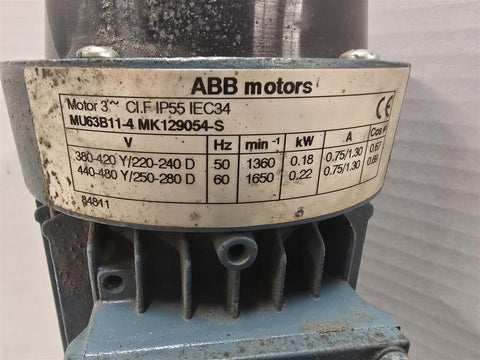 ABB motors
Motor 3~ Cl.F IP55 IEC34
CE
MU63B11-4 MK129054-S
V Hz min⁻¹ kW A Cos φ
380-420 Y/220-240 D 50 1360 0.18 0.75/1.30 0.67
440-480 Y/250-280 D 60 1650 0.22 0.75/1.30 0.68
84811